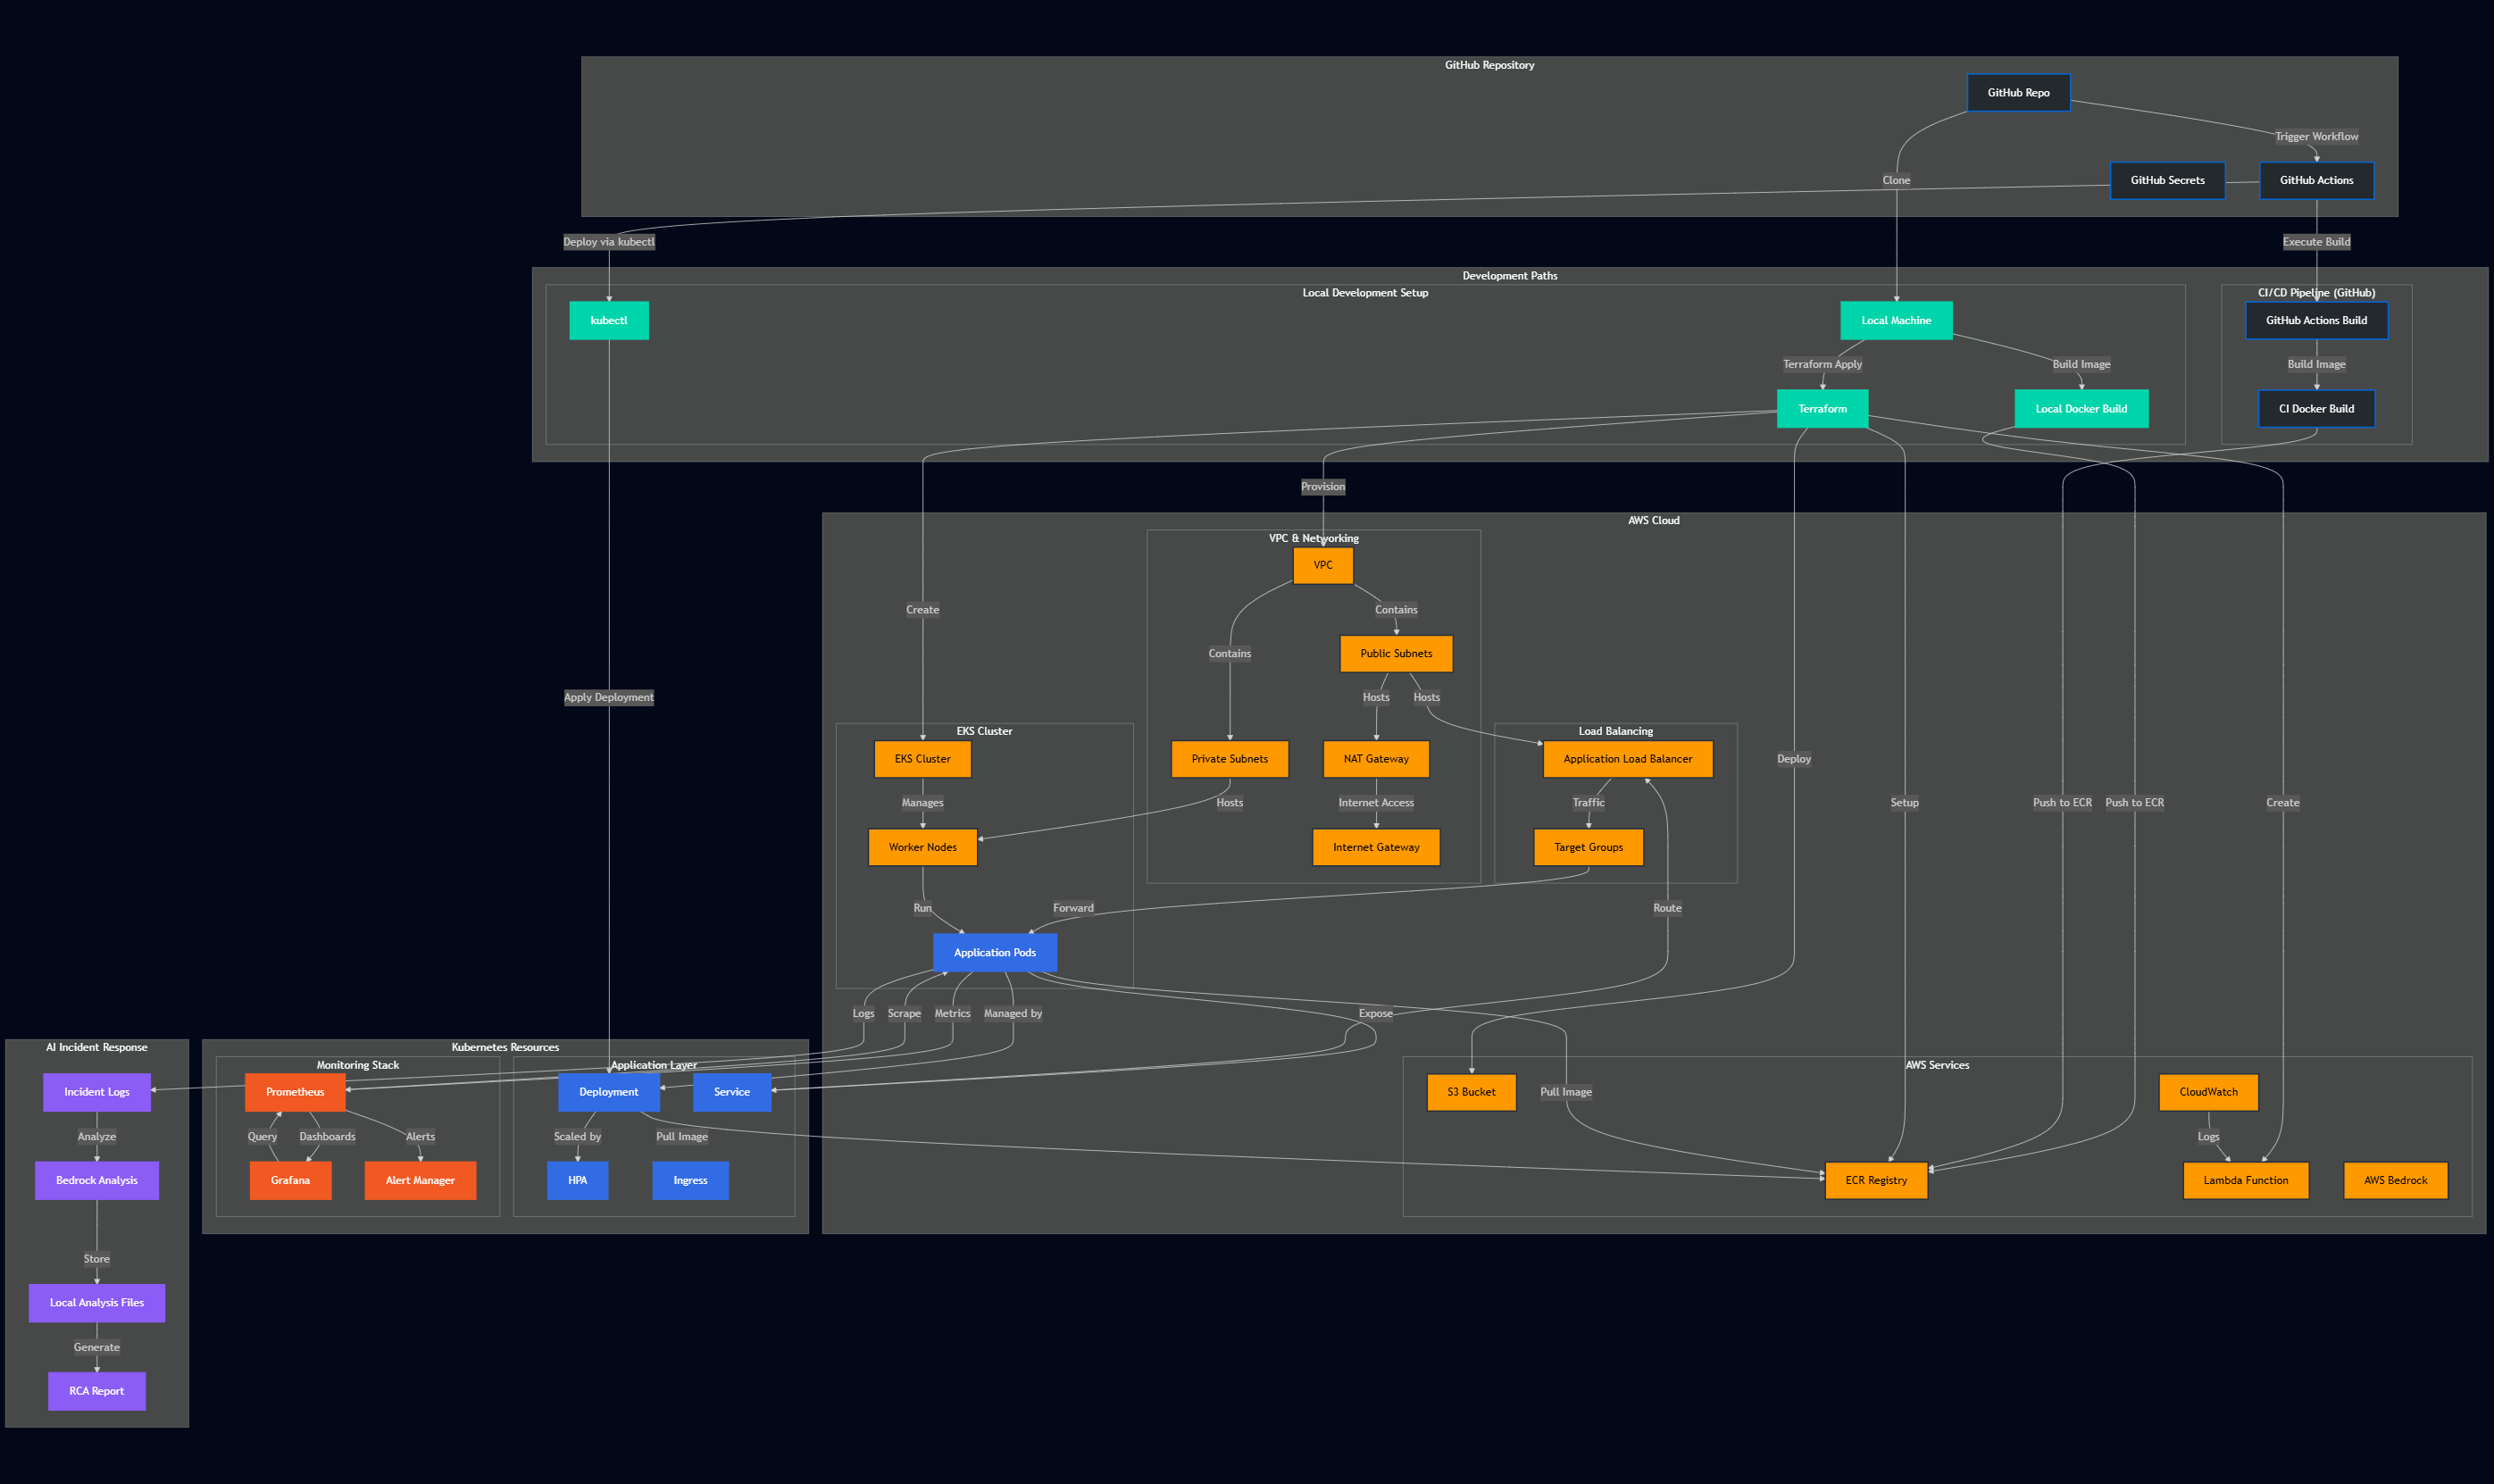 GitHub Repository
GitHub Repo
Trigger Workflow
Clone
GitHub Secrets
GitHub Actions
Deploy via kubectl
Execute Build
Development Paths
Local Development Setup
CI/CD Pipeline (GitHub)
kubectl
Local Machine
GitHub Actions Build
Terraform Apply
Build Image
Build Image
Terraform
Local Docker Build
CI Docker Build
Provision
AWS Cloud
VPC & Networking
VPC
Create
Contains
Contains
Public Subnets
Apply Deployment
Hosts
Hosts
EKS Cluster
Load Balancing
EKS Cluster
Private Subnets
NAT Gateway
Application Load Balancer
Deploy
Manages
Hosts
Internet Access
Traffic
Setup
Push to ECR
Push to ECR
Create
Worker Nodes
Internet Gateway
Target Groups
Run
Forward
Route
Application Pods
Logs
Scrape
Metrics
Managed by
Expose
AI Incident Response
Kubernetes Resources
Monitoring Stack
Application Layer
AWS Services
Incident Logs
Prometheus
Deployment
Service
S3 Bucket
Pull Image
CloudWatch
Analyze
Query
Dashboards
Alerts
Scaled by
Pull Image
Logs
Bedrock Analysis
Grafana
Alert Manager
HPA
Ingress
ECR Registry
Lambda Function
AWS Bedrock
Store
Local Analysis Files
Generate
RCA Report